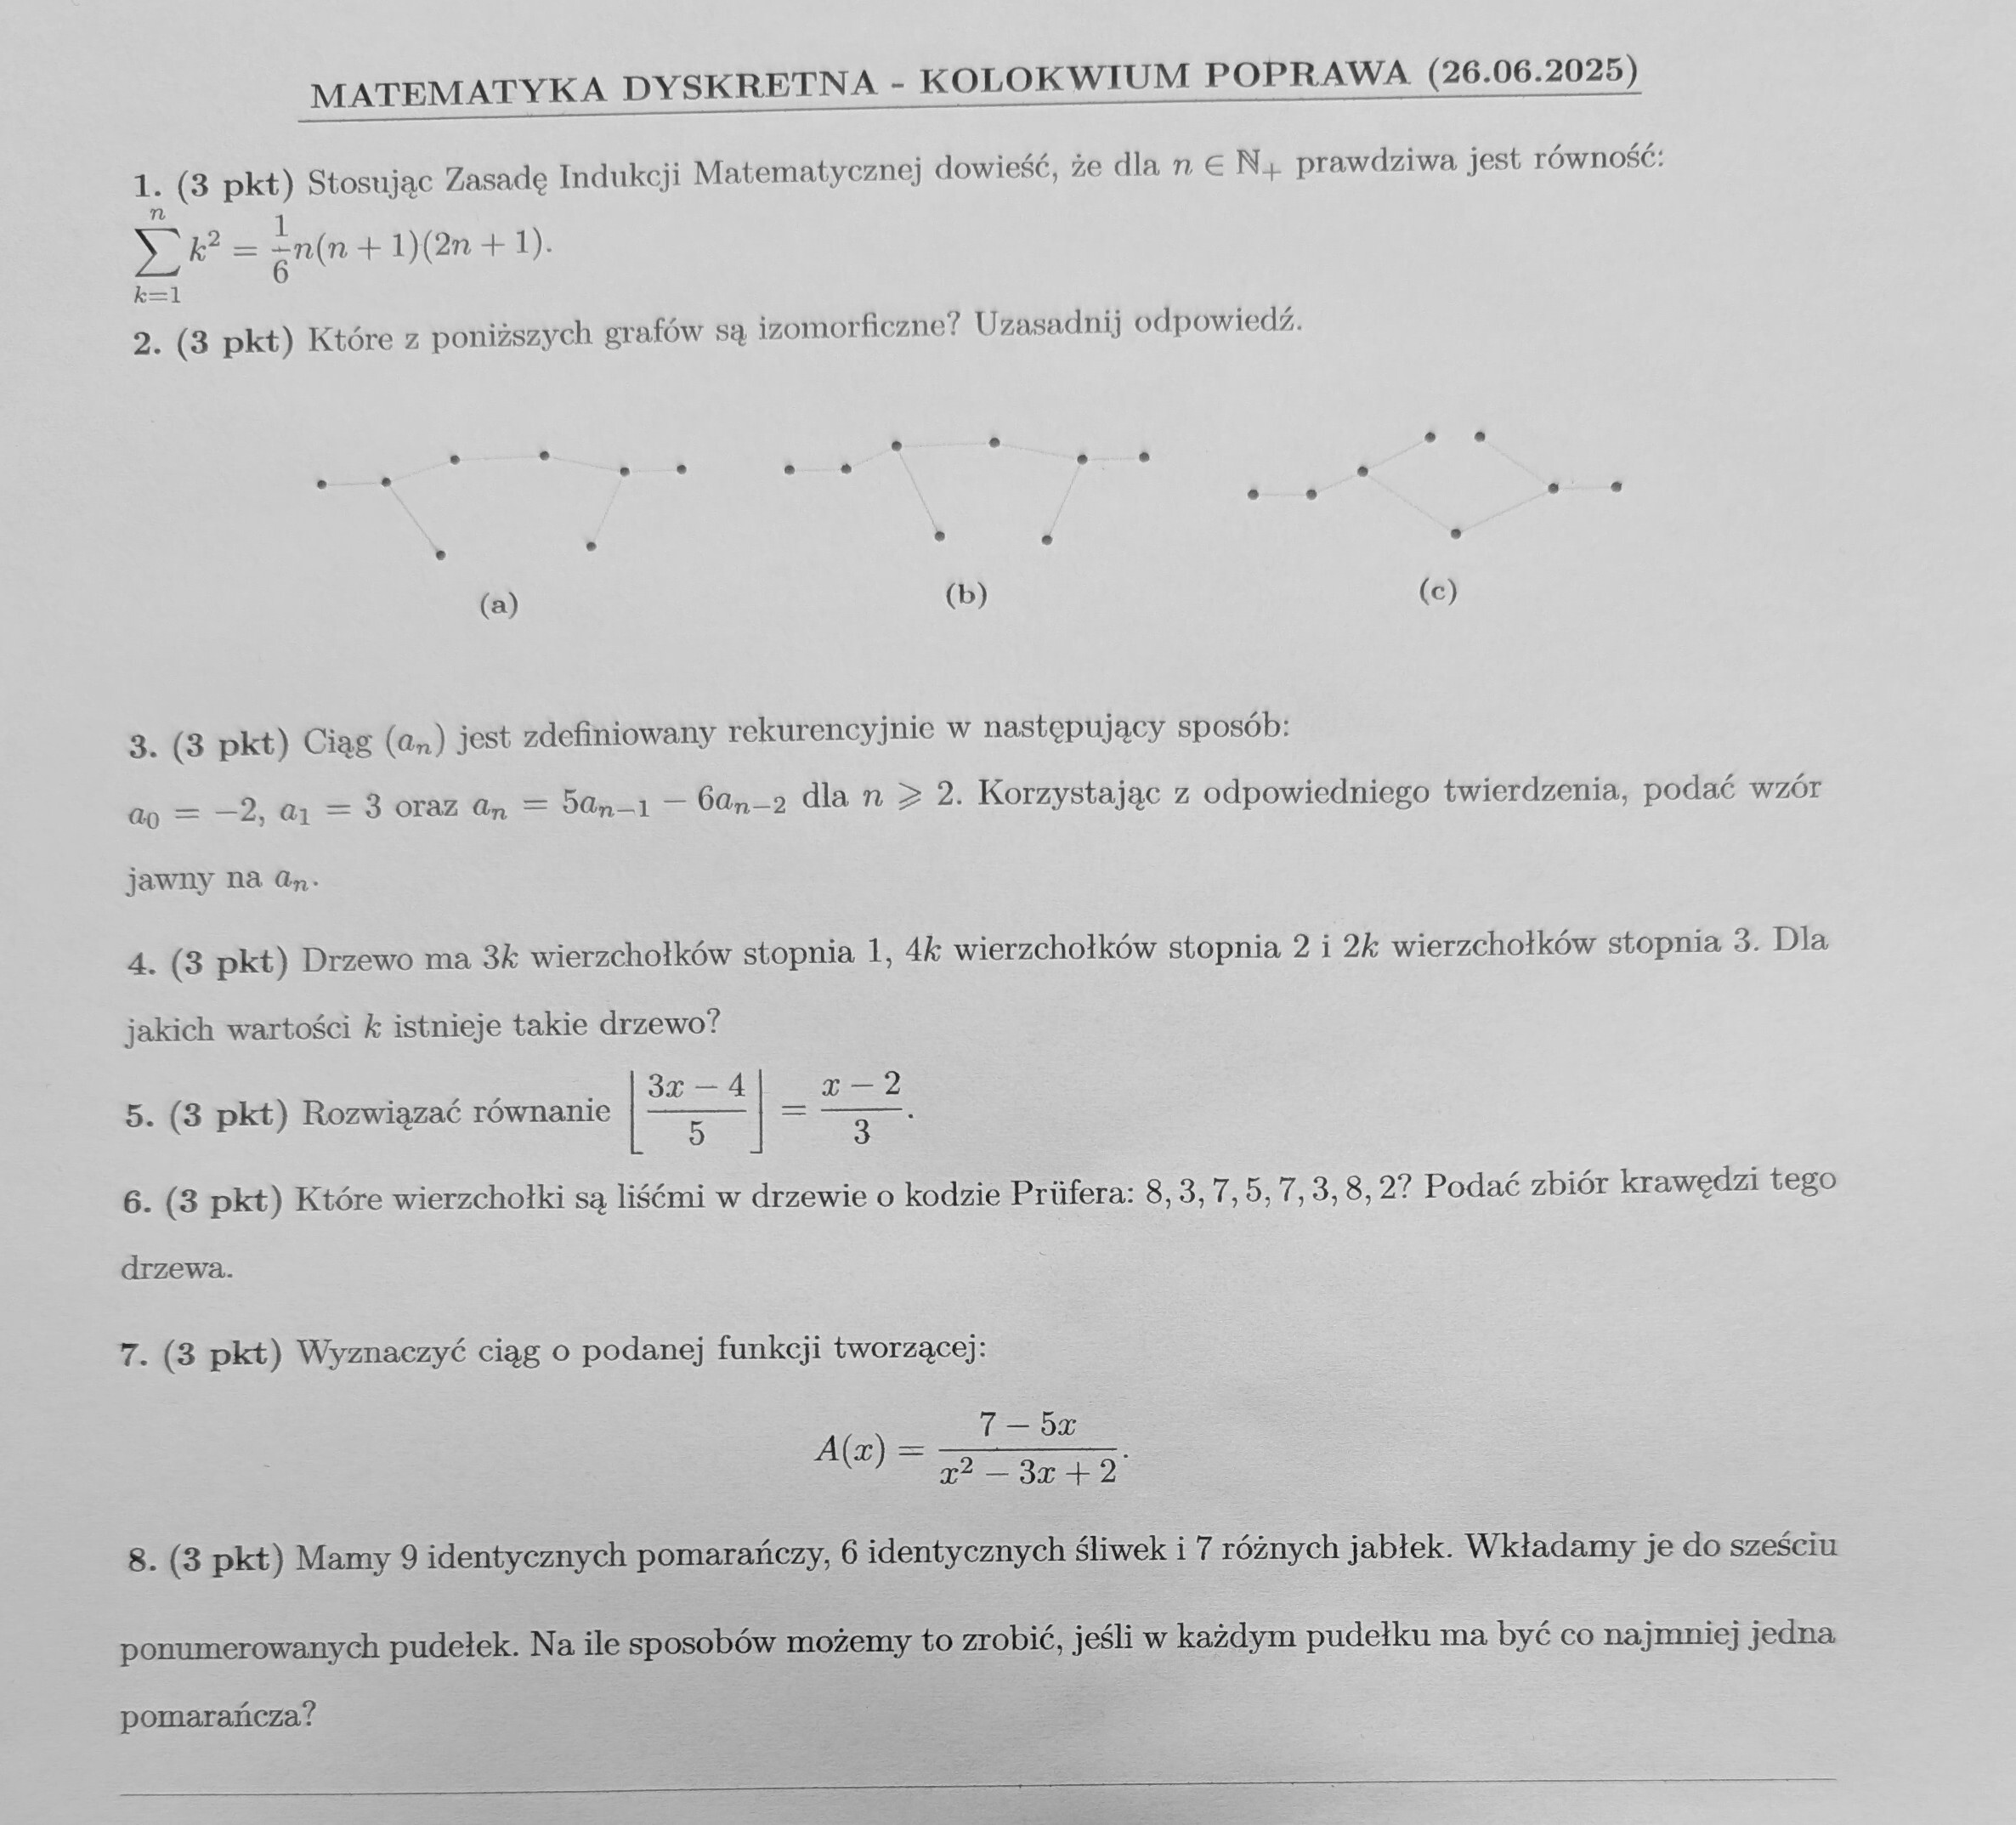 MATEMATYKA DYSKRETNA - KOLOKWIUM POPRAWA (26.06.2025)
1. (3 pkt) Stosując Zasadę Indukcji Matematycznej dowieść, że dla n ∈ ℕ₊ prawdziwa jest równość:
\sum_{k=1}^{n} k^2 = \frac{1}{6}n(n + 1)(2n + 1).
2. (3 pkt) Które z poniższych grafów są izomorficzne? Uzasadnij odpowiedź.
(a) (b) (c)
3. (3 pkt) Ciąg (a_n) jest zdefiniowany rekurencyjnie w następujący sposób:
a_0 = −2, a_1 = 3 oraz a_n = 5a_{n−1} − 6a_{n−2} dla n ⩾ 2. Korzystając z odpowiedniego twierdzenia, podać wzór
jawny na a_n.
4. (3 pkt) Drzewo ma 3k wierzchołków stopnia 1, 4k wierzchołków stopnia 2 i 2k wierzchołków stopnia 3. Dla
jakich wartości k istnieje takie drzewo?
5. (3 pkt) Rozwiązać równanie \left\lfloor \frac{3x − 4}{5} \right\rfloor = \frac{x − 2}{3}.
6. (3 pkt) Które wierzchołki są liśćmi w drzewie o kodzie Prüfera: 8, 3, 7, 5, 7, 3, 8, 2? Podać zbiór krawędzi tego
drzewa.
7. (3 pkt) Wyznaczyć ciąg o podanej funkcji tworzącej:
A(x) = \frac{7 − 5x}{x^2 − 3x + 2}.
8. (3 pkt) Mamy 9 identycznych pomarańczy, 6 identycznych śliwek i 7 różnych jabłek. Wkładamy je do sześciu
ponumerowanych pudełek. Na ile sposobów możemy to zrobić, jeśli w każdym pudełku ma być co najmniej jedna
pomarańcza?